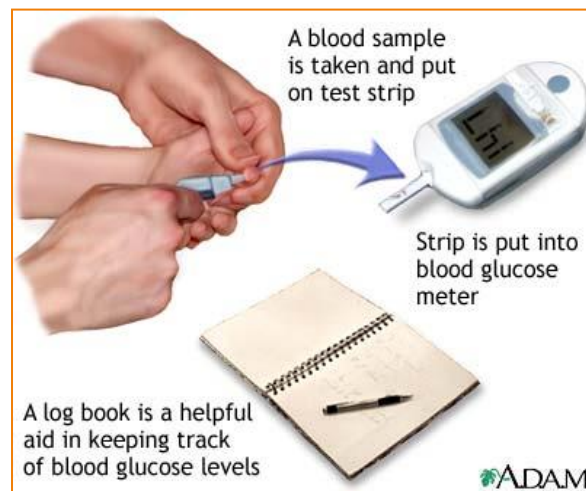 A blood sample
is taken and put
on test strip
Strip is put into
blood glucose
meter
A log book is a helpful
aid in keeping track
of blood glucose levels
ADAM